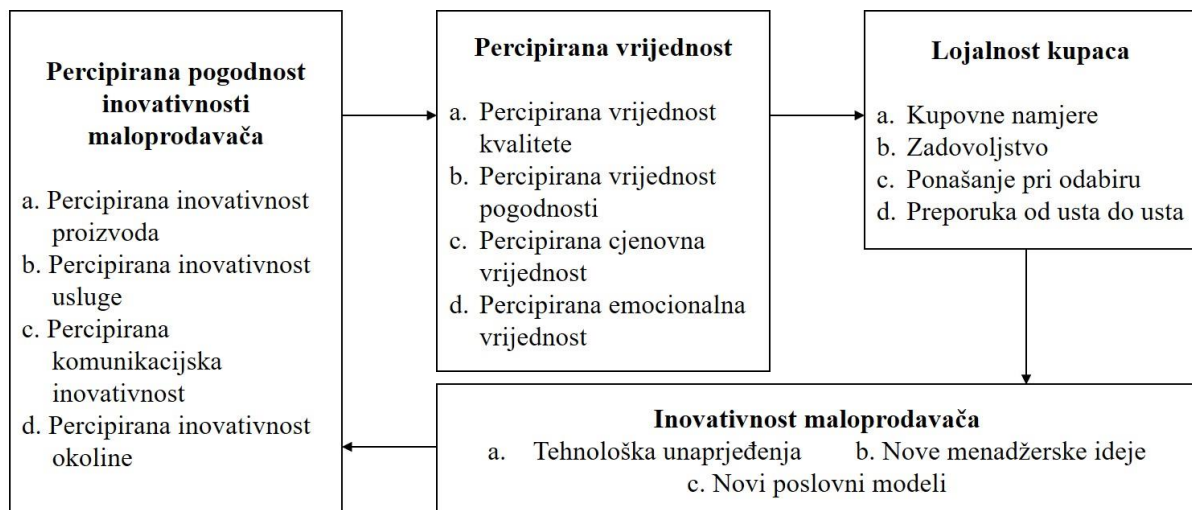 Percipirana pogodnost
inovativnosti
maloprodavača
a. Percipirana inovativnost
proizvoda
b. Percipirana inovativnost
usluge
c. Percipirana
komunikacijska
inovativnost
d. Percipirana inovativnost
okoline
Percipirana vrijednost
a. Percipirana vrijednost
kvalitete
b. Percipirana vrijednost
pogodnosti
c. Percipirana cjenovna
vrijednost
d. Percipirana emocionalna
vrijednost
Lojalnost kupaca
a. Kupovne namjere
b. Zadovoljstvo
c. Ponašanje pri odabiru
d. Preporuka od usta do usta
Inovativnost maloprodavača
a. Tehnološka unaprjeđenja b. Nove menadžerske ideje
c. Novi poslovni modeli